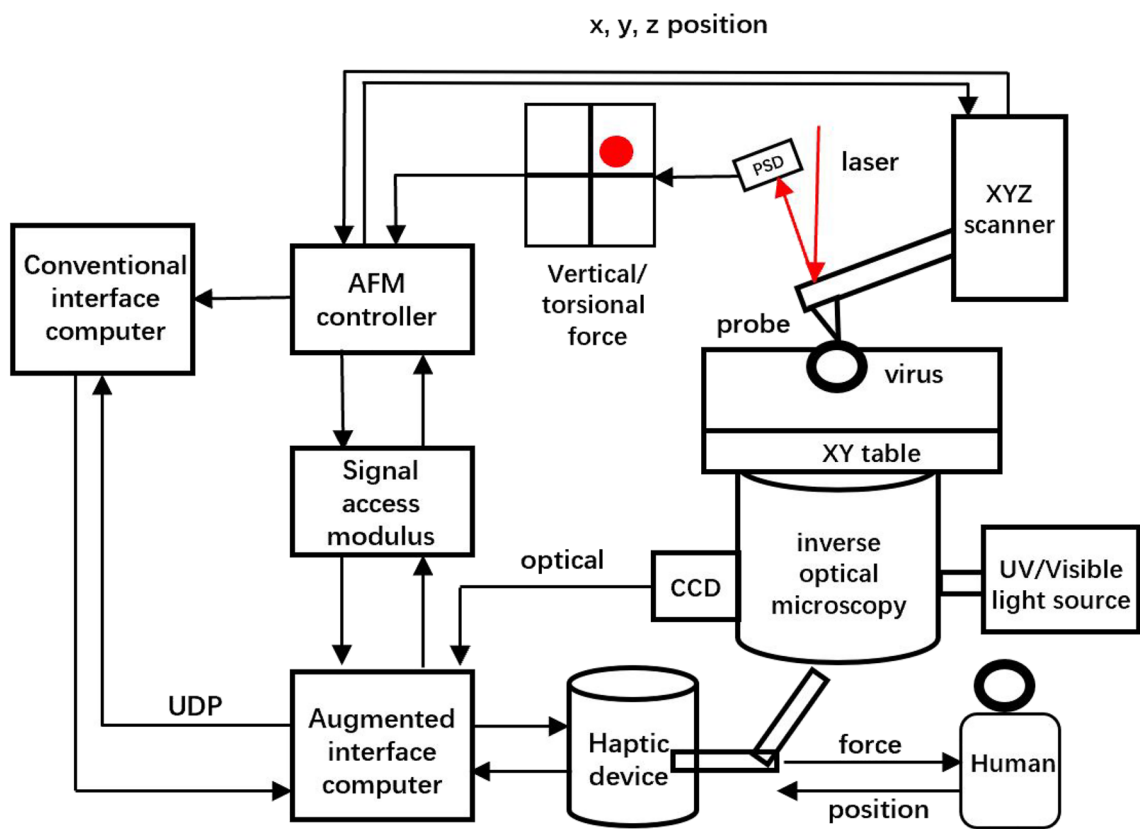 x, y, z position
PSD
laser
XYZ
scanner
Conventional
interface
computer
AFM
controller
Vertical/
torsional
force
probe
virus
XY table
Signal
access
modulus
optical
CCD
inverse
optical
microscopy
UV/Visible
light source
UDP
Augmented
interface
computer
Haptic
device
force
Human
position